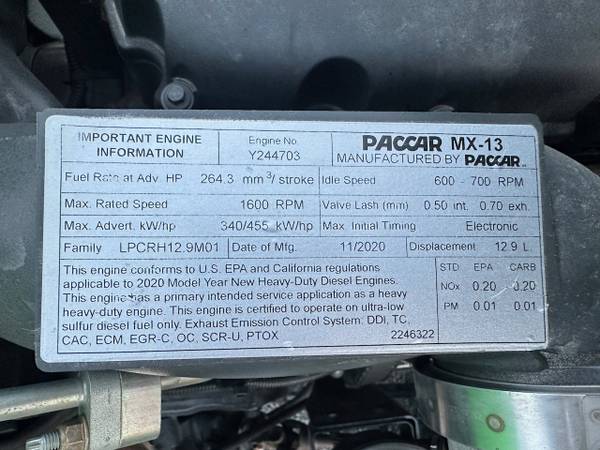 IMPORTANT ENGINE INFORMATION
Engine No. Y244703
PACCAR MX-13
MANUFACTURED BY PACCAR INC
Fuel Rate at Adv. HP 264.3 mm³/ stroke
Idle Speed 600 - 700 RPM
Max. Rated Speed 1600 RPM
Valve Lash (mm) 0.50 int. 0.70 exh.
Max. Advert. kW/hp 340/455 kW/hp
Max. Initial Timing Electronic
Family LPCRH12.9M01
Date of Mfg. 11/2020
Displacement 12.9 L
This engine conforms to U.S. EPA and California regulations
applicable to 2020 Model Year New Heavy-Duty Diesel Engines.
This engine has a primary intended service application as a heavy
heavy-duty engine. This engine is certified to operate on ultra-low
sulfur diesel fuel only. Exhaust Emission Control System: DDI, TC,
CAC, ECM, EGR-C, OC, SCR-U, PTOX
2246322
STD EPA CARB
NOx 0.20 0.20
PM 0.01 0.01